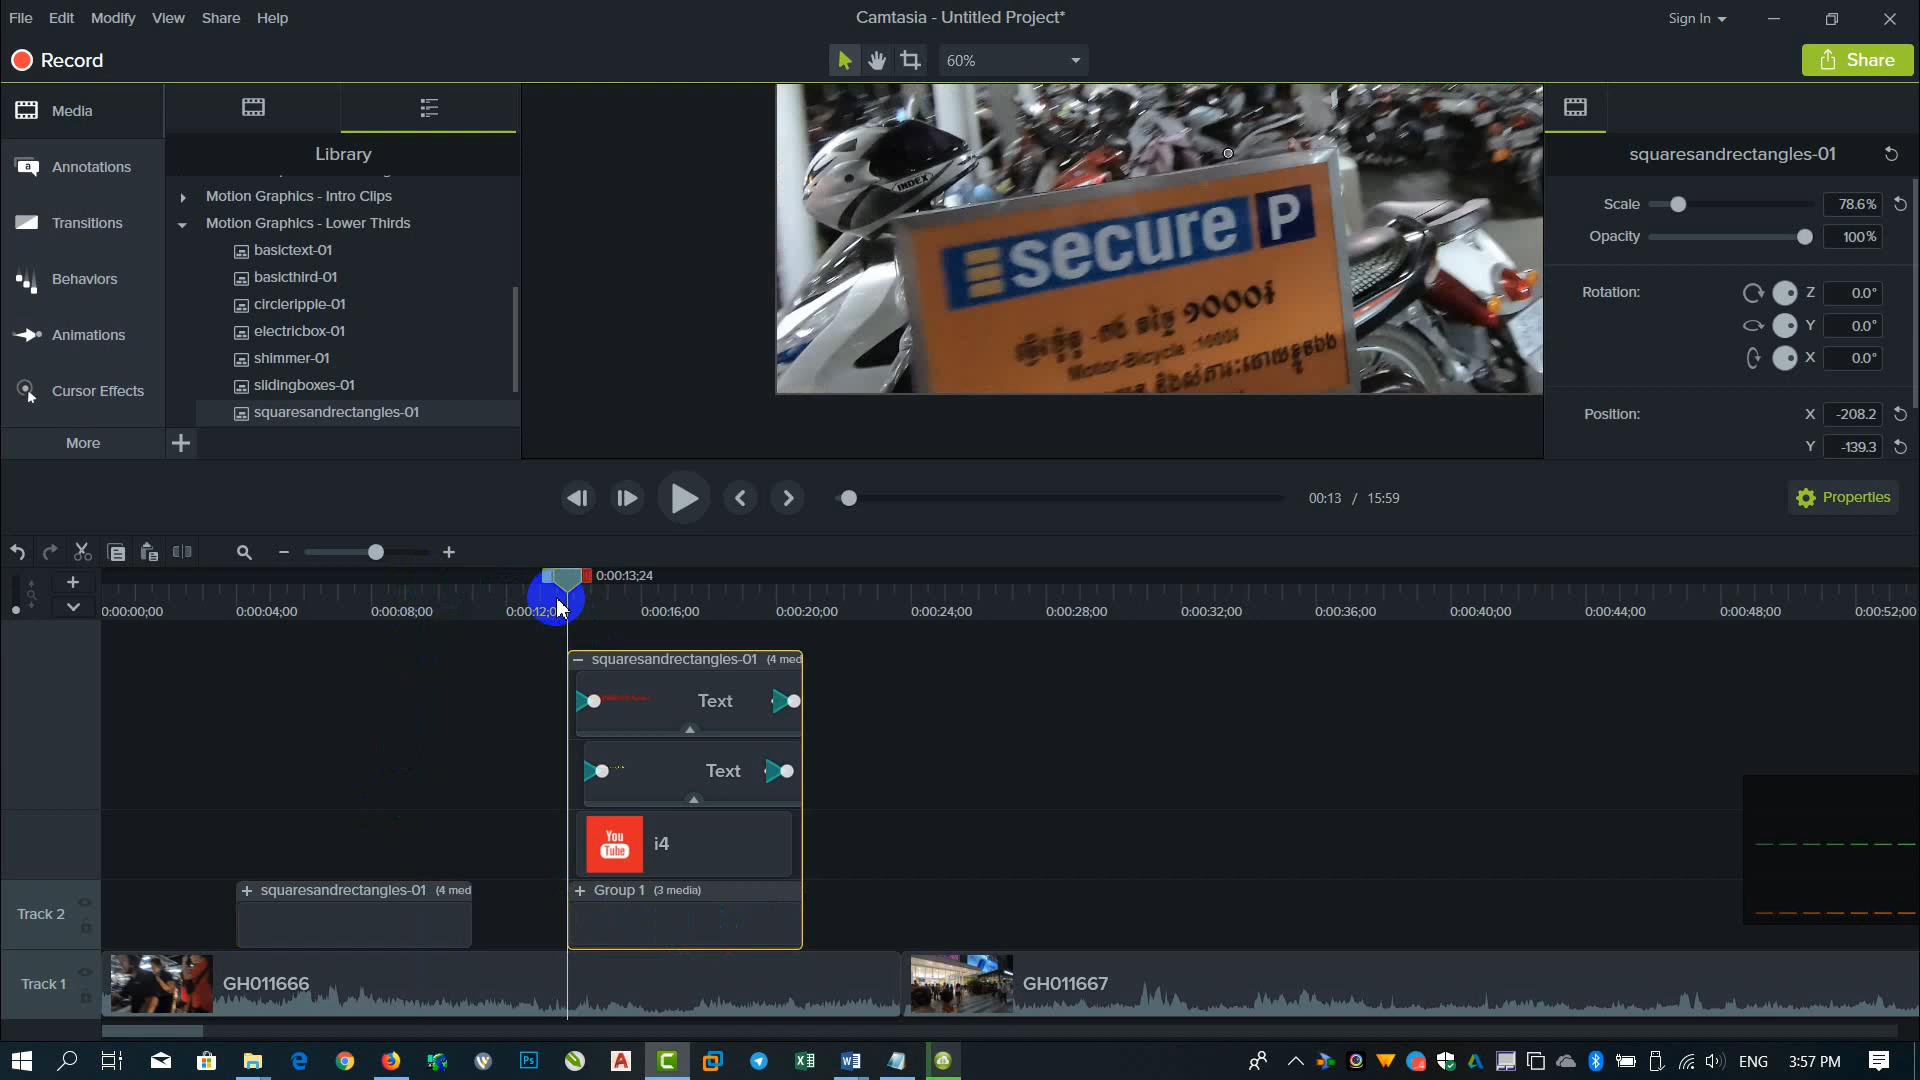 File Edit Modify View Share Help
Camtasia - Untitled Project*
Sign In
Record
60%
Share
Media
Annotations
Transitions
Behaviors
Animations
Cursor Effects
More
Library
Motion Graphics - Intro Clips
Motion Graphics - Lower Thirds
basictext-01
basicthird-01
circleripple-01
electricbox-01
shimmer-01
slidingboxes-01
squaresandrectangles-01
INDEX
secure P
Motor-Bicycle :1000៛
squaresandrectangles-01
Scale 78.6%
Opacity 100%
Rotation: Z 0.0°
Y 0.0°
X 0.0°
Position: X -208.2
Y -139.3
00:13 / 15:59
Properties
0:00:13;24
0:00:00;00 0:00:04;00 0:00:08;00 0:00:16;00 0:00:20;00 0:00:24;00 0:00:28;00 0:00:32;00 0:00:36;00 0:00:40;00 0:00:44;00 0:00:48;00 0:00:52;00
squaresandrectangles-01 (4 med
Text
Text
You Tube i4
squaresandrectangles-01 (4 med
Group 1 (3 media)
Track 2
Track 1
GH011666
GH011667
ENG 3:57 PM